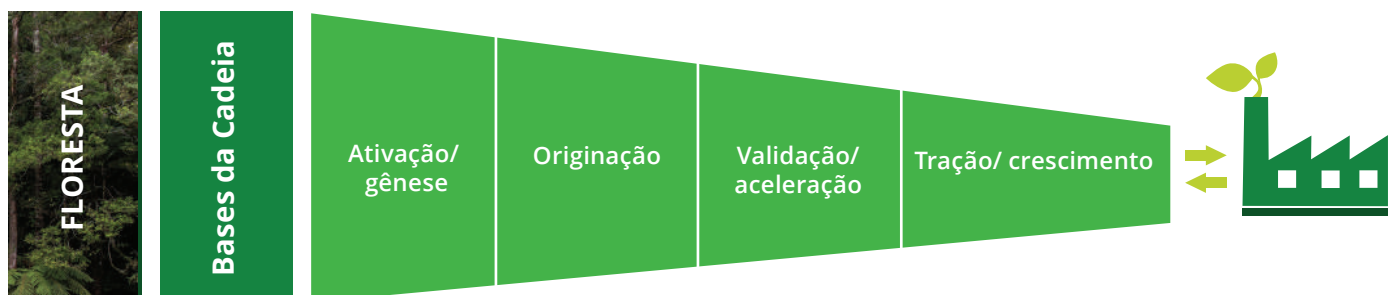 FLORESTA
Bases da Cadeia
Ativação/
gênese
Originação
Validação/
aceleração
Tração/ crescimento